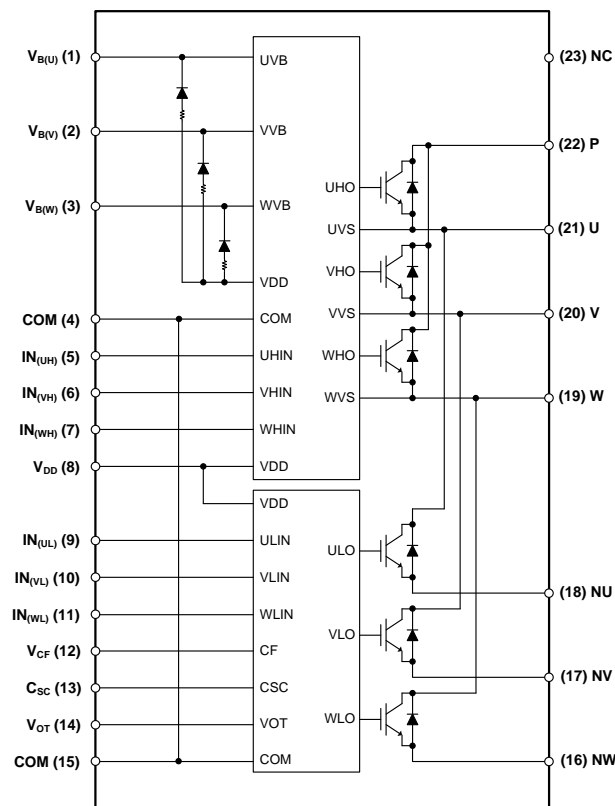 V_B(U) (1)
V_B(V) (2)
V_B(W) (3)
COM (4)
IN_(UH) (5)
IN_(VH) (6)
IN_(WH) (7)
V_DD (8)
IN_(UL) (9)
IN_(VL) (10)
IN_(WL) (11)
V_CF (12)
C_SC (13)
V_OT (14)
COM (15)
UVB
VVB
WVB
VDD
COM
UHIN
VHIN
WHIN
VDD
UHO
UVS
VHO
VVS
WHO
WVS
VDD
ULIN
VLIN
WLIN
CF
CSC
VOT
COM
ULO
VLO
WLO
(23) NC
(22) P
(21) U
(20) V
(19) W
(18) NU
(17) NV
(16) NW